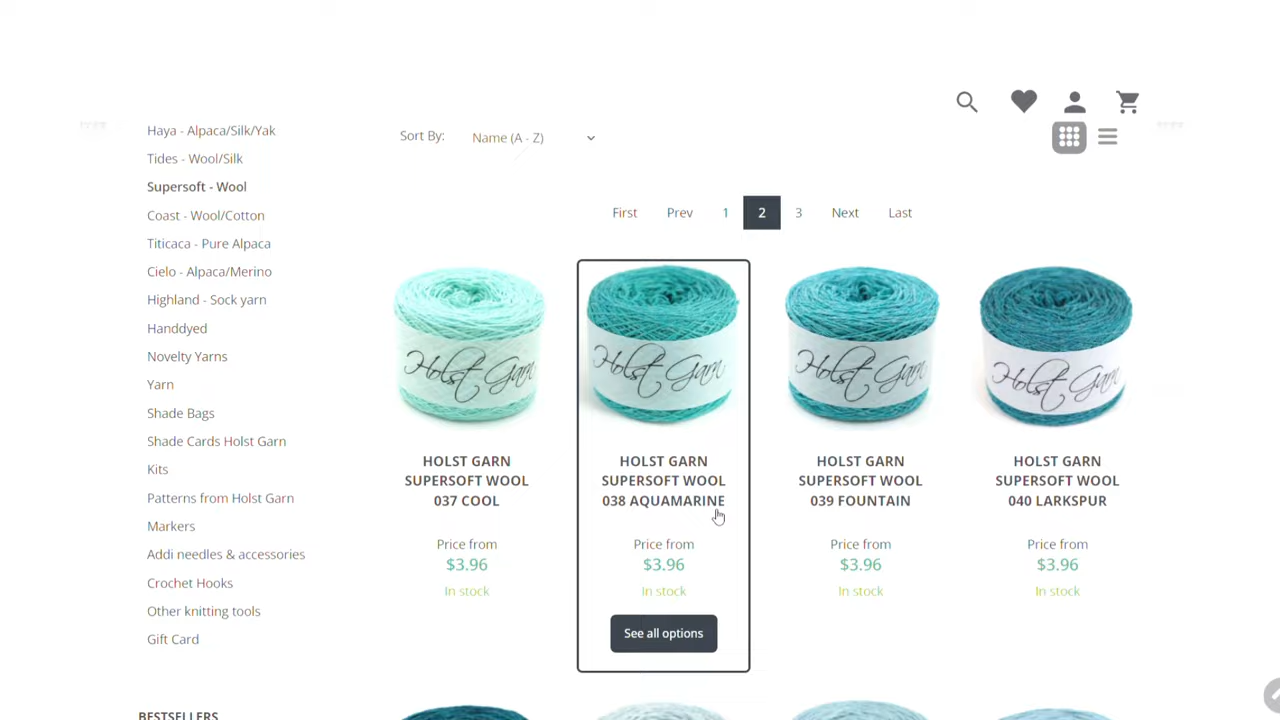 Haya - Alpaca/Silk/Yak
Tides - Wool/Silk
Supersoft - Wool
Coast - Wool/Cotton
Titicaca - Pure Alpaca
Cielo - Alpaca/Merino
Highland - Sock yarn
Handdyed
Novelty Yarns
Yarn
Shade Bags
Shade Cards Holst Garn
Kits
Patterns from Holst Garn
Markers
Addi needles & accessories
Crochet Hooks
Other knitting tools
Gift Card
BESTSELLERS
Sort By: Name (A - Z)
First Prev 1 2 3 Next Last
Holst Garn
HOLST GARN
SUPERSOFT WOOL
037 COOL
Price from
$3.96
In stock
Holst Garn
HOLST GARN
SUPERSOFT WOOL
038 AQUAMARINE
Price from
$3.96
In stock
See all options
Holst Garn
HOLST GARN
SUPERSOFT WOOL
039 FOUNTAIN
Price from
$3.96
In stock
Holst Garn
HOLST GARN
SUPERSOFT WOOL
040 LARKSPUR
Price from
$3.96
In stock